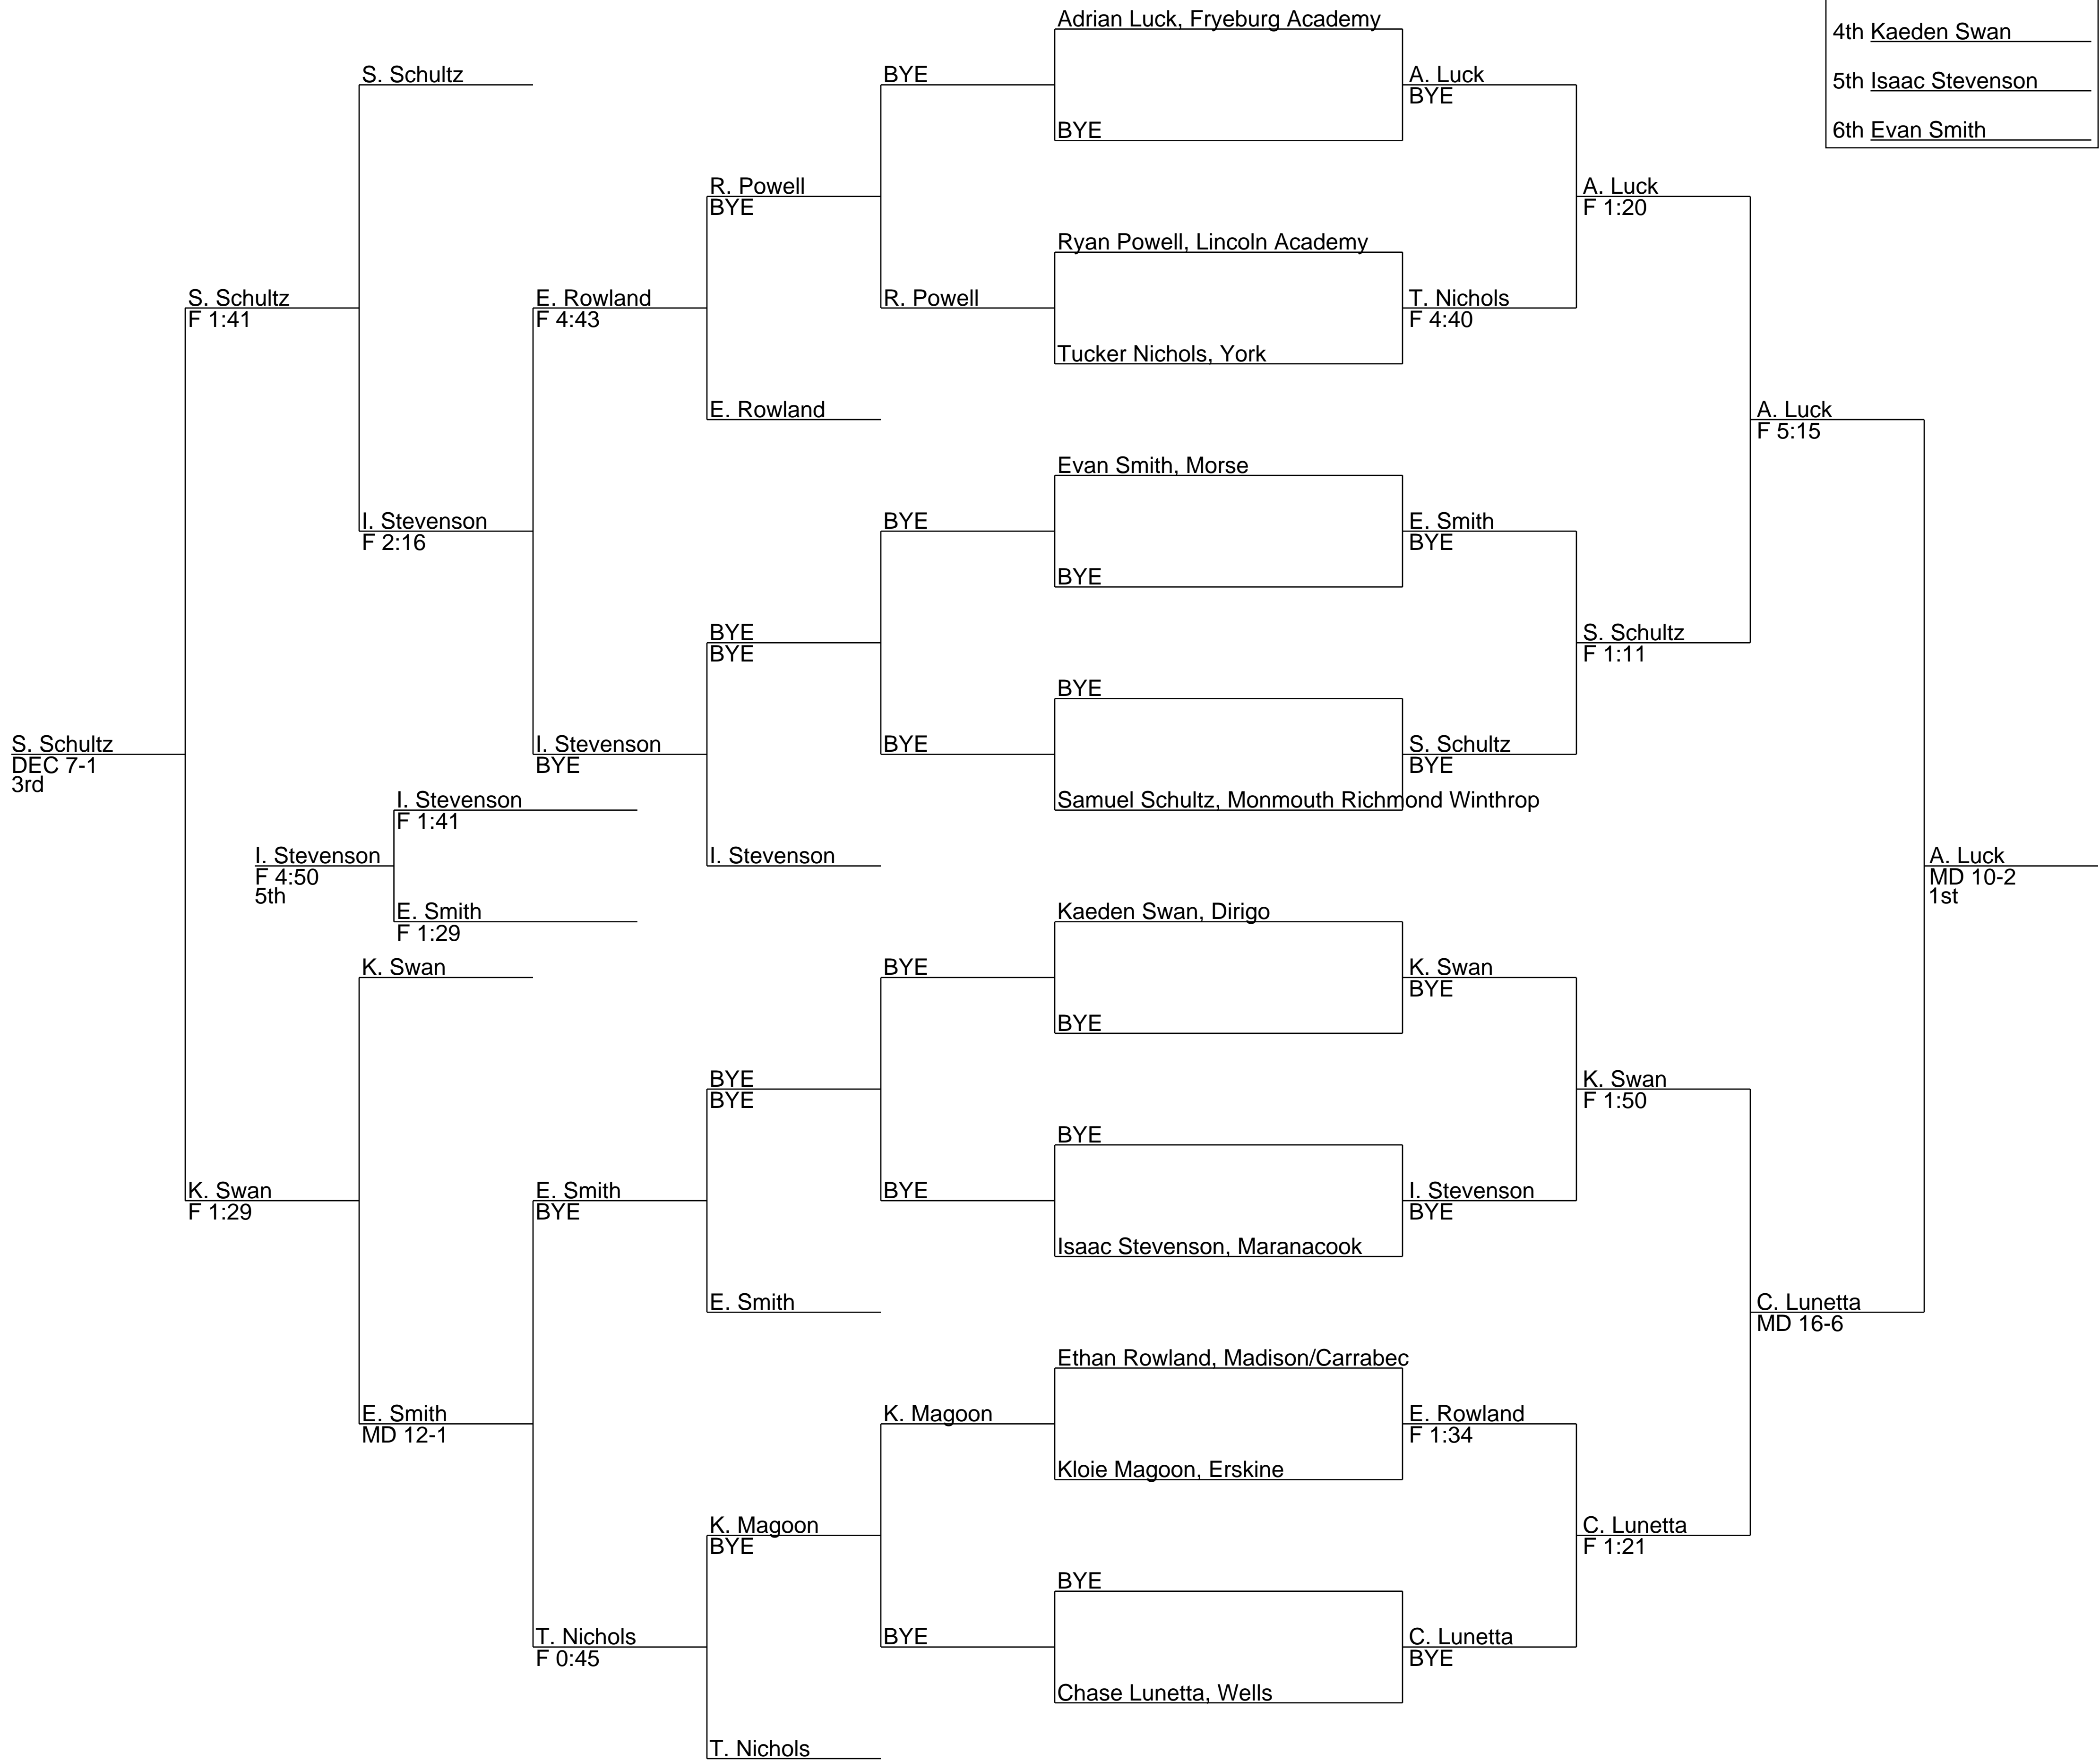 Adrian Luck, Fryeburg Academy
4th Kaeden Swan
S. Schultz
BYE
A. Luck
BYE
5th Isaac Stevenson
BYE
6th Evan Smith
R. Powell
BYE
A. Luck
F 1:20
Ryan Powell, Lincoln Academy
S. Schultz
F 1:41
E. Rowland
F 4:43
R. Powell
T. Nichols
F 4:40
Tucker Nichols, York
E. Rowland
A. Luck
F 5:15
Evan Smith, Morse
I. Stevenson
F 2:16
BYE
E. Smith
BYE
BYE
BYE
BYE
S. Schultz
F 1:11
BYE
S. Schultz
DEC 7-1
3rd
I. Stevenson
BYE
BYE
S. Schultz
BYE
I. Stevenson
F 1:41
Samuel Schultz, Monmouth Richmond Winthrop
I. Stevenson
F 4:50
5th
I. Stevenson
A. Luck
MD 10-2
1st
E. Smith
F 1:29
Kaeden Swan, Dirigo
K. Swan
BYE
K. Swan
BYE
BYE
BYE
BYE
K. Swan
F 1:50
BYE
K. Swan
F 1:29
E. Smith
BYE
BYE
I. Stevenson
BYE
Isaac Stevenson, Maranacook
E. Smith
C. Lunetta
MD 16-6
Ethan Rowland, Madison/Carrabec
E. Smith
MD 12-1
K. Magoon
E. Rowland
F 1:34
Kloie Magoon, Erskine
K. Magoon
BYE
C. Lunetta
F 1:21
BYE
T. Nichols
F 0:45
BYE
C. Lunetta
BYE
Chase Lunetta, Wells
T. Nichols